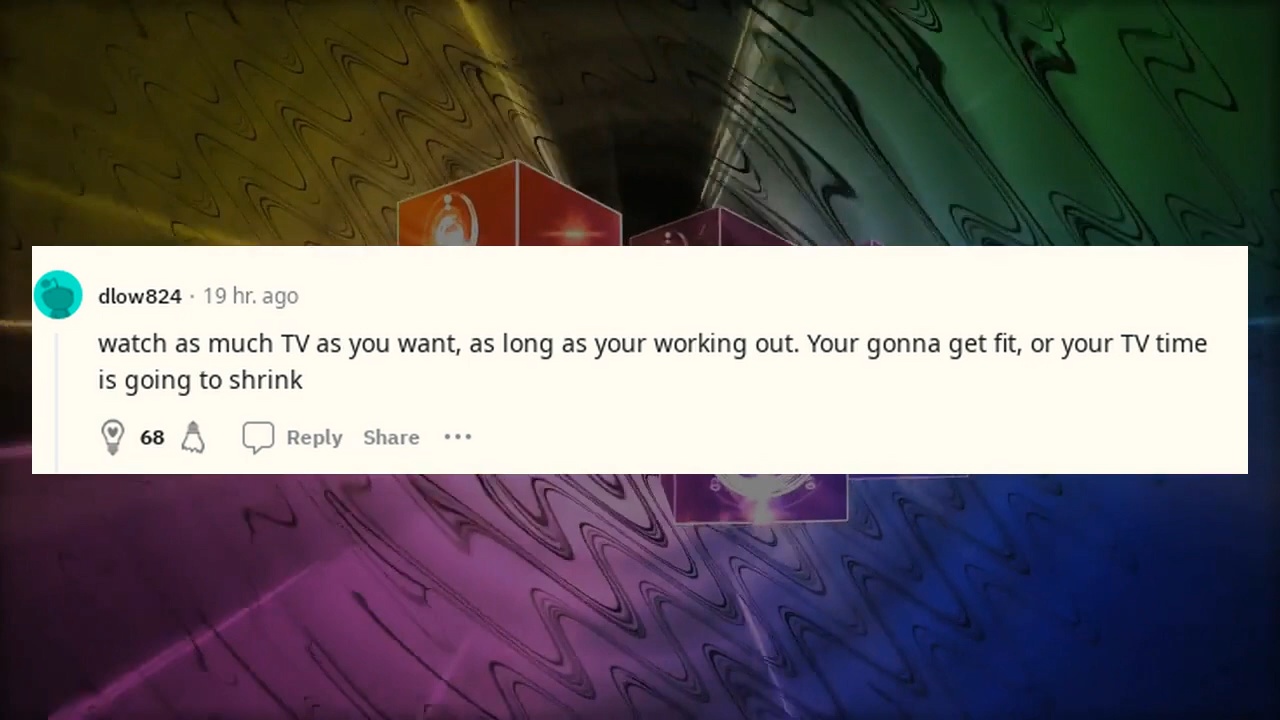 dlow824 · 19 hr. ago
watch as much TV as you want, as long as your working out. Your gonna get fit, or your TV time
is going to shrink
68 Reply Share ···